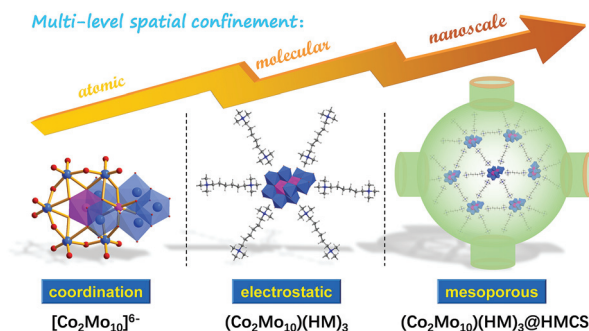 Multi-level spatial confinement:
atomic
molecular
nanoscale
coordination
electrostatic
mesoporous
[Co₂Mo₁₀]⁶⁻
(Co₂Mo₁₀)(HM)₃
(Co₂Mo₁₀)(HM)₃@HMCS